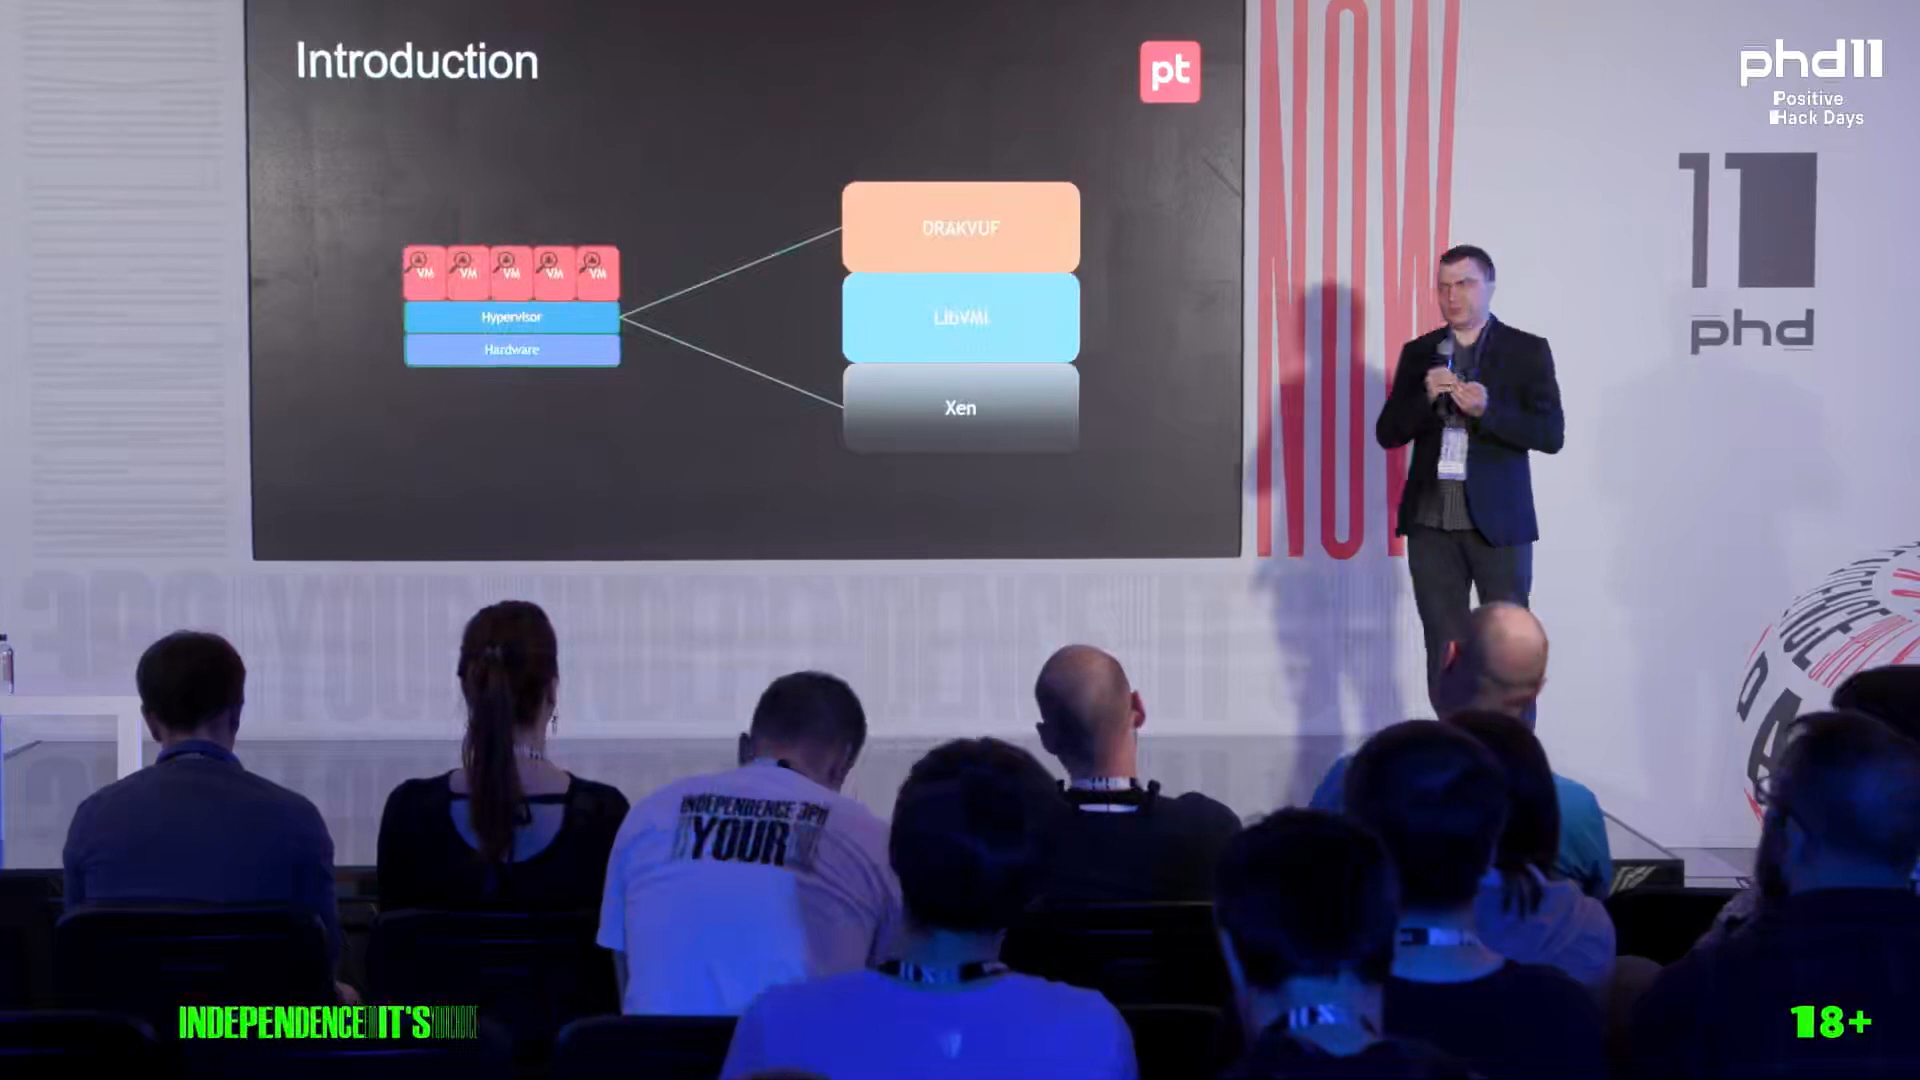 Introduction
pt
phd11
Positive
Hack Days
NOW
11
phd
DRAKVUF
VM VM VM VM VM
Hypervisor
LibVMI
Hardware
Xen
INDEPENDENCE
YOUR
INDEPENDENCE IT'S
18+